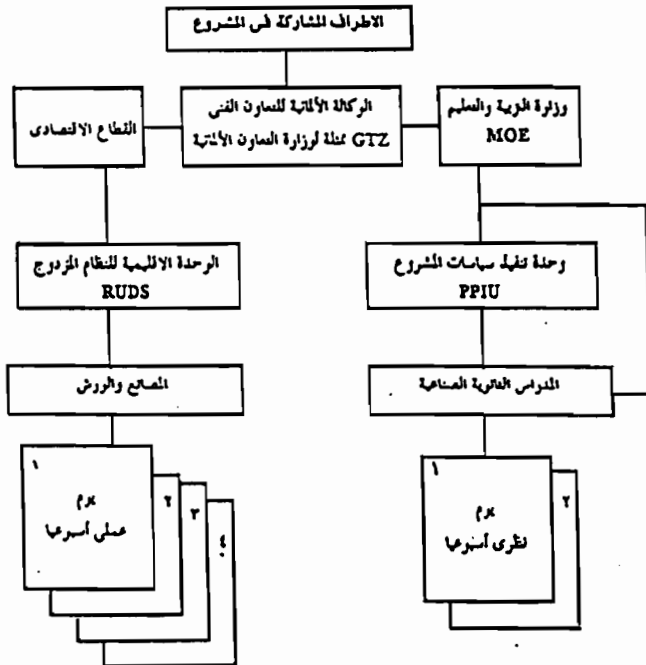 الاطراف المشاركة فى المشروع
وزارة التربية والتعليم
MOE
الوكالة الألمانية للتعاون الفنى
GTZ ممثلة لوزارة التعاون الألمانية
القطاع الاقتصادى
وحدة تنفيذ سياسات المشروع
PPIU
الوحدة الاقليمية للنظام المزدوج
RUDS
المدراس الثانوية الصناعية
المصانع والورش
١
يوم
نظرى أسبوعيا
٢
١
يوم
عملى أسبوعيا
٢
٣
٤